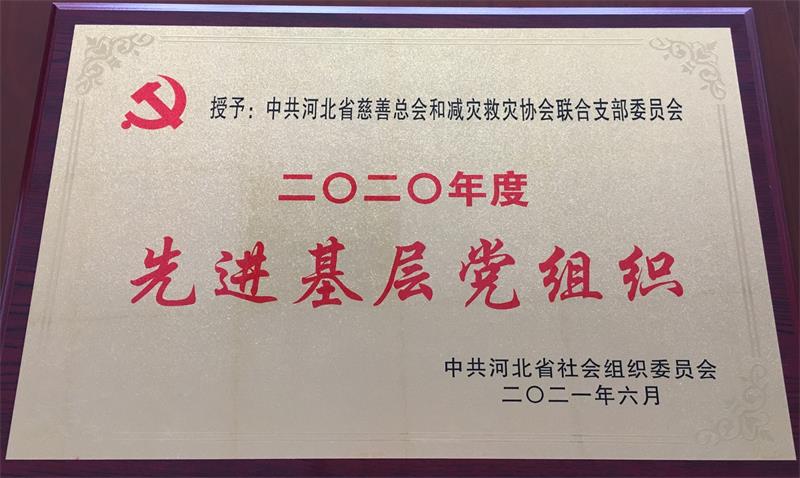 授予：中共河北省慈善总会和减灾救灾协会联合支部委员会
二〇二〇年度
先进基层党组织
中共河北省社会组织委员会
二〇二一年六月